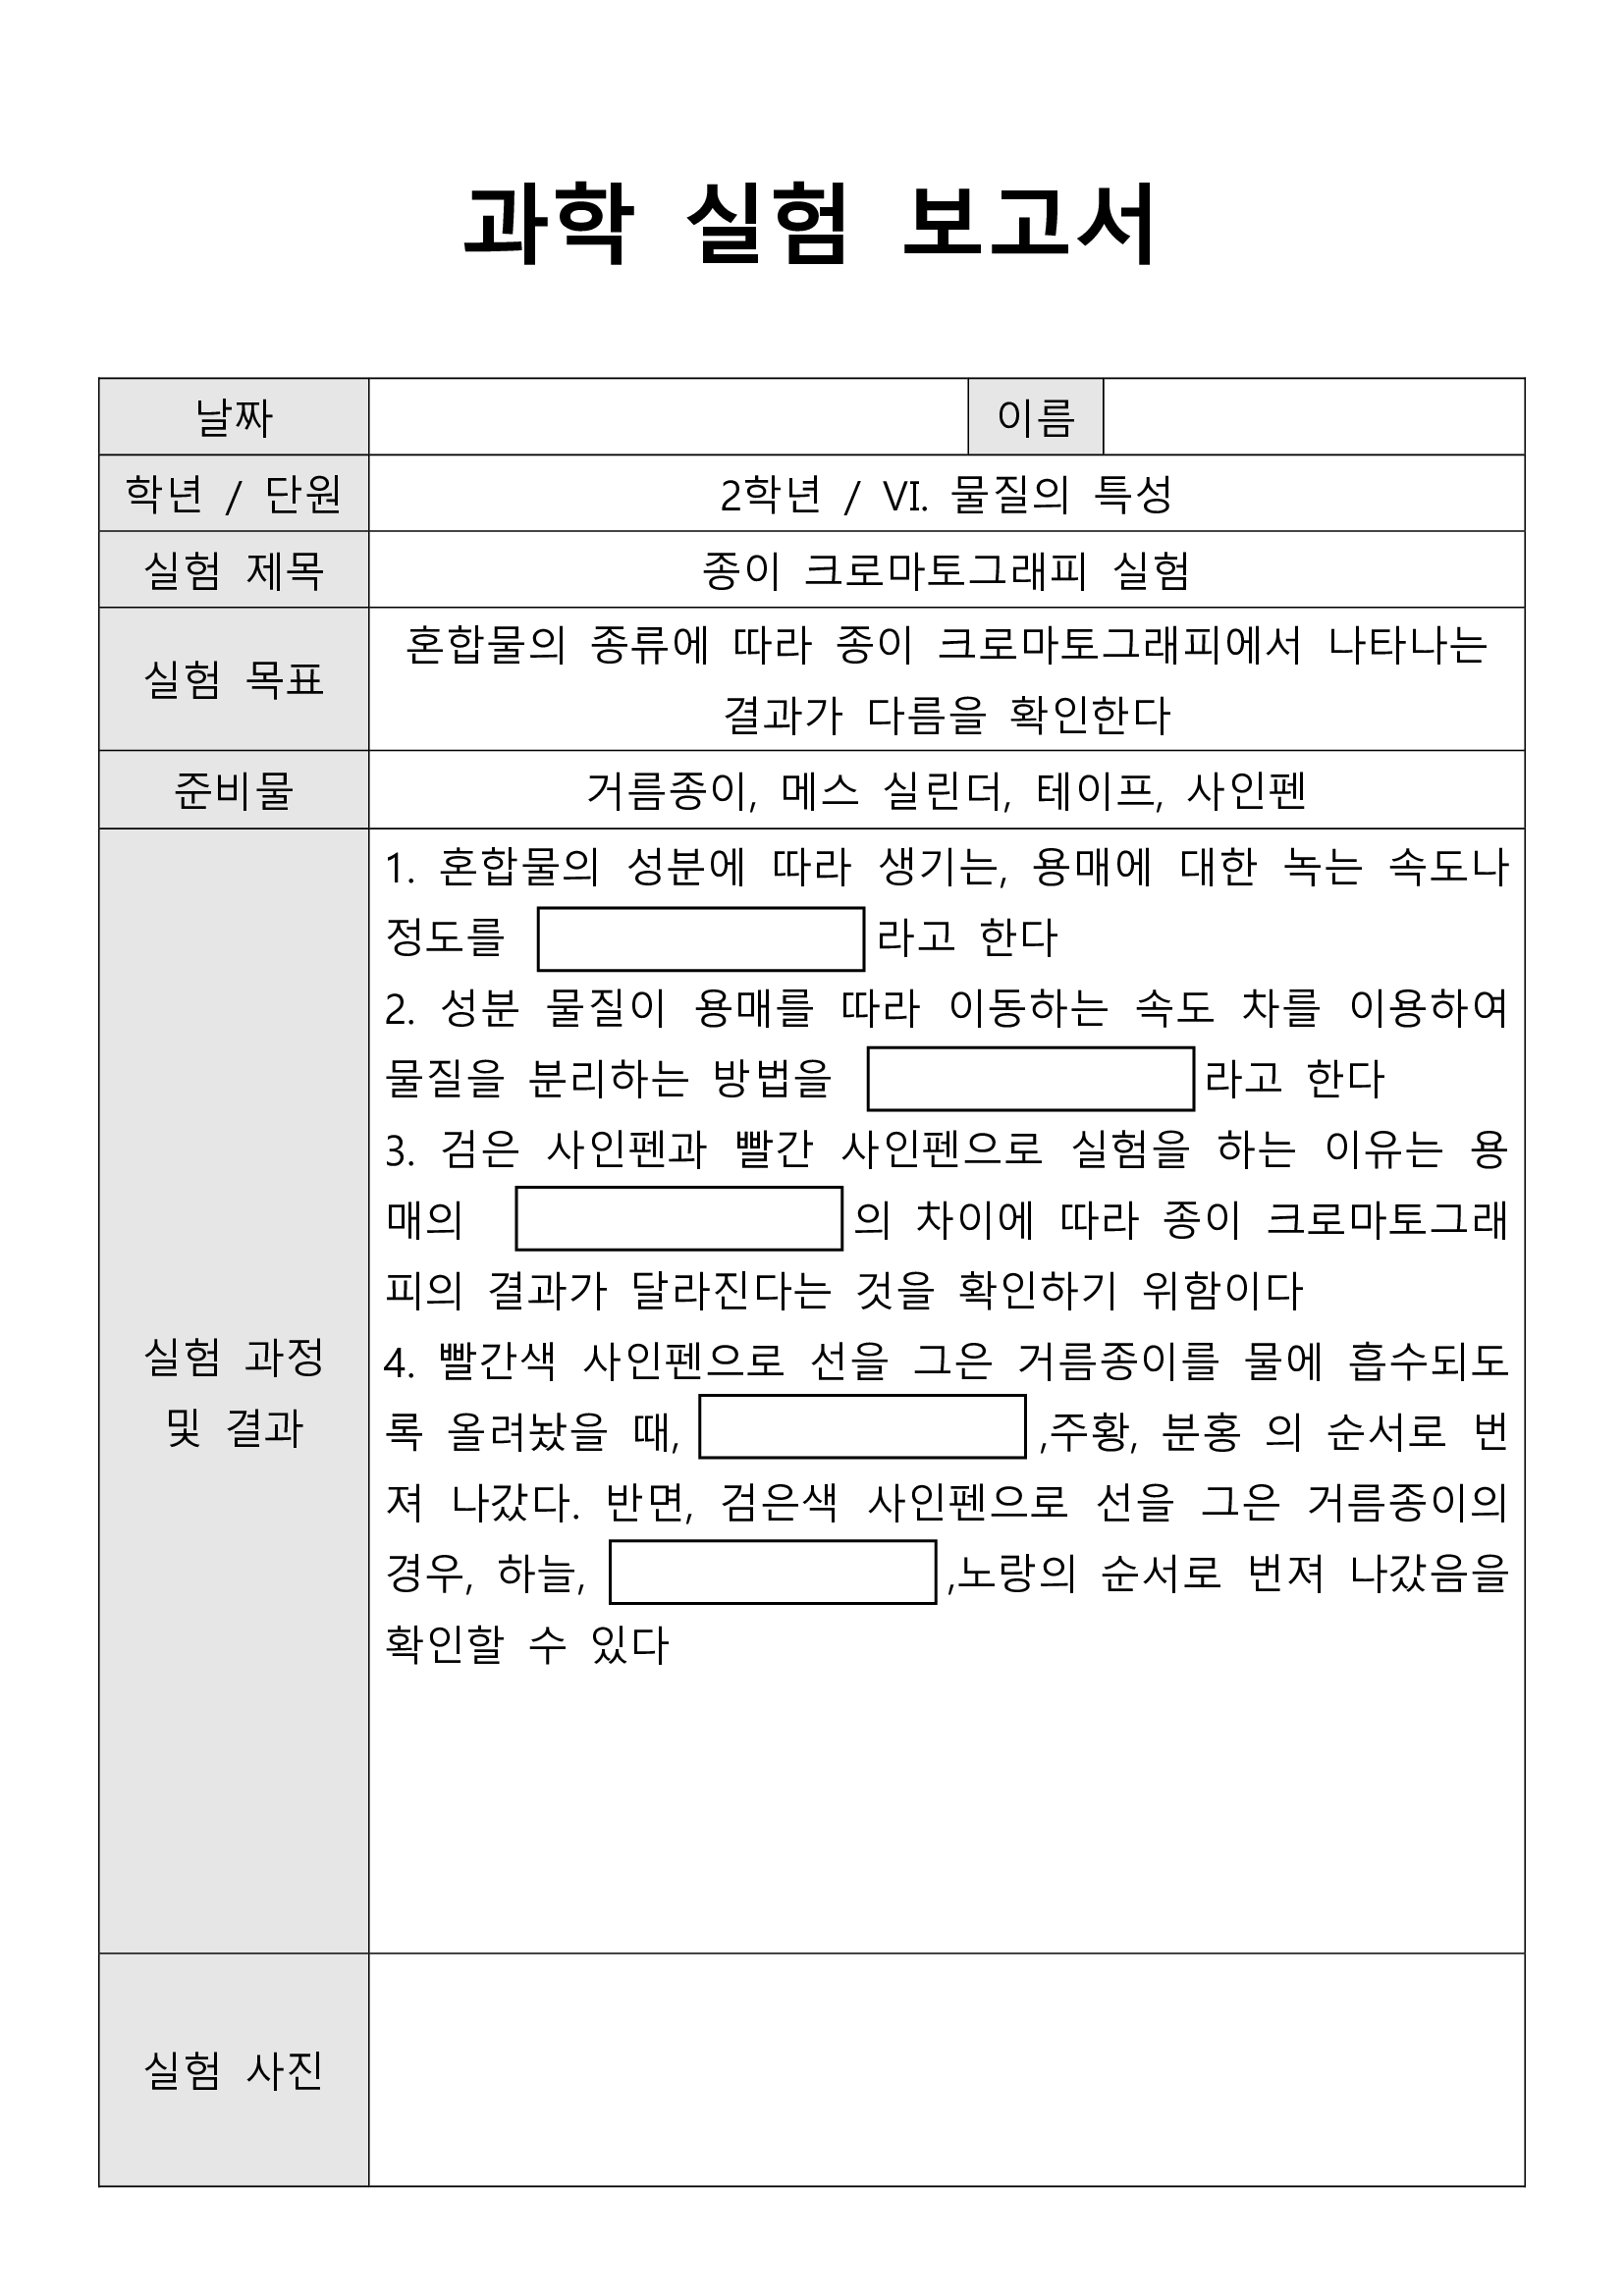 과학 실험 보고서
날짜 이름
학년 / 단원 2학년 / Ⅵ. 물질의 특성
실험 제목 종이 크로마토그래피 실험
실험 목표 혼합물의 종류에 따라 종이 크로마토그래피에서 나타나는
결과가 다름을 확인한다
준비물 거름종이, 메스 실린더, 테이프, 사인펜
실험 과정
및 결과
1. 혼합물의 성분에 따라 생기는, 용매에 대한 녹는 속도나
정도를 라고 한다
2. 성분 물질이 용매를 따라 이동하는 속도 차를 이용하여
물질을 분리하는 방법을 라고 한다
3. 검은 사인펜과 빨간 사인펜으로 실험을 하는 이유는 용
매의 의 차이에 따라 종이 크로마토그래
피의 결과가 달라진다는 것을 확인하기 위함이다
4. 빨간색 사인펜으로 선을 그은 거름종이를 물에 흡수되도
록 올려놨을 때, ,주황, 분홍 의 순서로 번
져 나갔다. 반면, 검은색 사인펜으로 선을 그은 거름종이의
경우, 하늘, ,노랑의 순서로 번져 나갔음을
확인할 수 있다
실험 사진